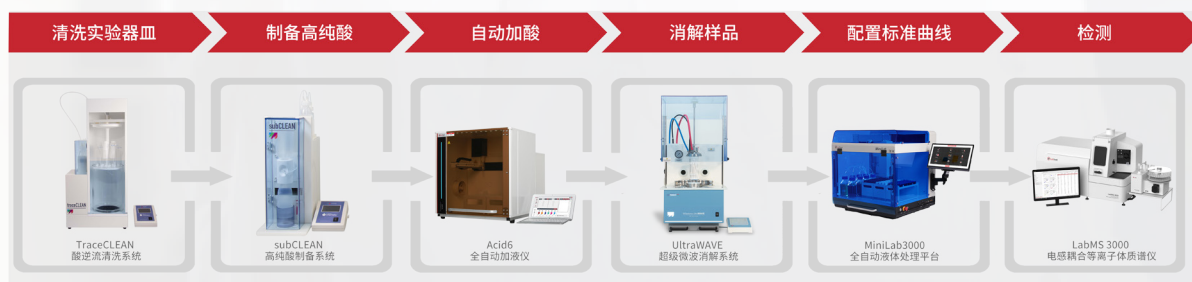 清洗实验器皿
制备高纯酸
自动加酸
消解样品
配置标准曲线
检测
TraceCLEAN
酸逆流清洗系统
subCLEAN
高纯酸制备系统
Acid6
全自动加液仪
UltraWAVE
超级微波消解系统
MiniLab3000
全自动液体处理平台
LabMS 3000
电感耦合等离子体质谱仪